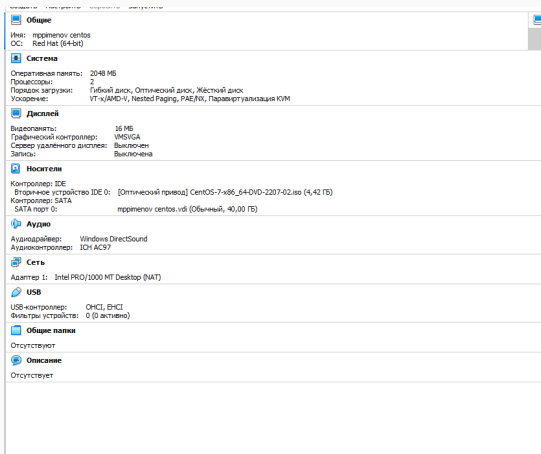 Создать Настроить Сбросить Запустить
Общие
Имя: mppimenov centos
ОС: Red Hat (64-bit)
Система
Оперативная память: 2048 МБ
Процессоры: 2
Порядок загрузки: Гибкий диск, Оптический диск, Жёсткий диск
Ускорение: VT-x/AMD-V, Nested Paging, PAE/NX, Паравиртуализация KVM
Дисплей
Видеопамять: 16 МБ
Графический контроллер: VMSVGA
Сервер удалённого дисплея: Выключен
Запись: Выключена
Носители
Контроллер: IDE
Вторичное устройство IDE 0: [Оптический привод] CentOS-7-x86_64-DVD-2207-02.iso (4,42 ГБ)
Контроллер: SATA
SATA порт 0: mppimenov centos.vdi (Обычный, 40,00 ГБ)
Аудио
Аудиодрайвер: Windows DirectSound
Аудиоконтроллер: ICH AC97
Сеть
Адаптер 1: Intel PRO/1000 MT Desktop (NAT)
USB
USB-контроллер: OHCI, EHCI
Фильтры устройств: 0 (0 активно)
Общие папки
Отсутствуют
Описание
Отсутствует